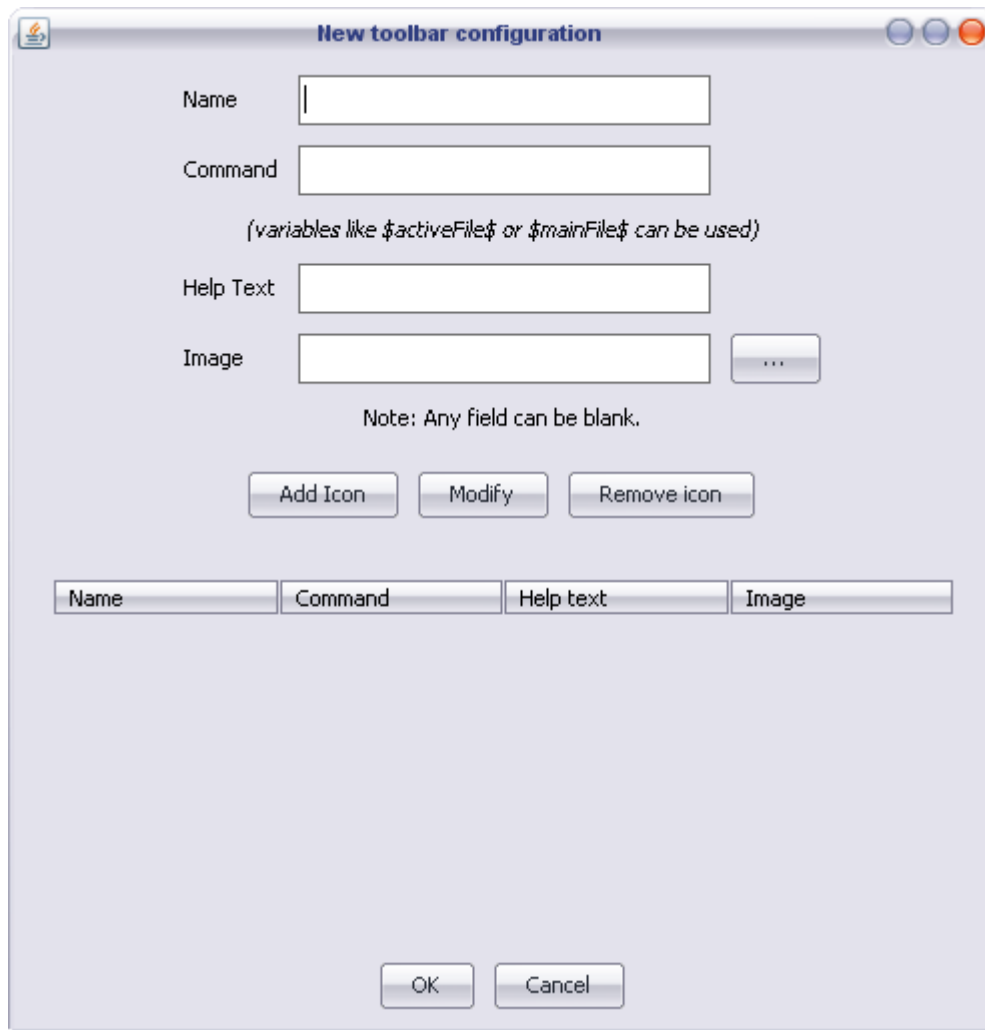 New toolbar configuration
Name
Command
(variables like $activeFile$ or $mainFile$ can be used)
Help Text
Image ...
Note: Any field can be blank.
Add Icon Modify Remove icon
Name Command Help text Image
OK Cancel